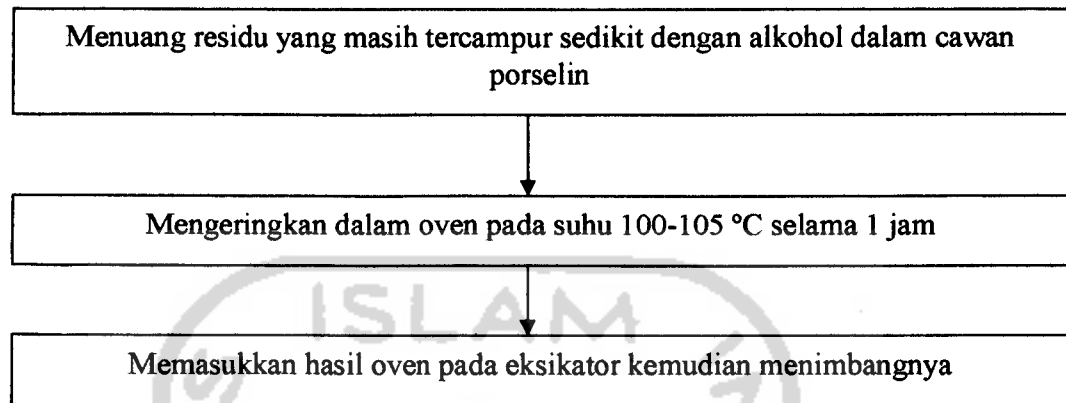 Menuang residu yang masih tercampur sedikit dengan alkohol dalam cawan
porselin
Mengeringkan dalam oven pada suhu 100-105 °C selama 1 jam
ISLAM
Memasukkan hasil oven pada eksikator kemudian menimbangnya